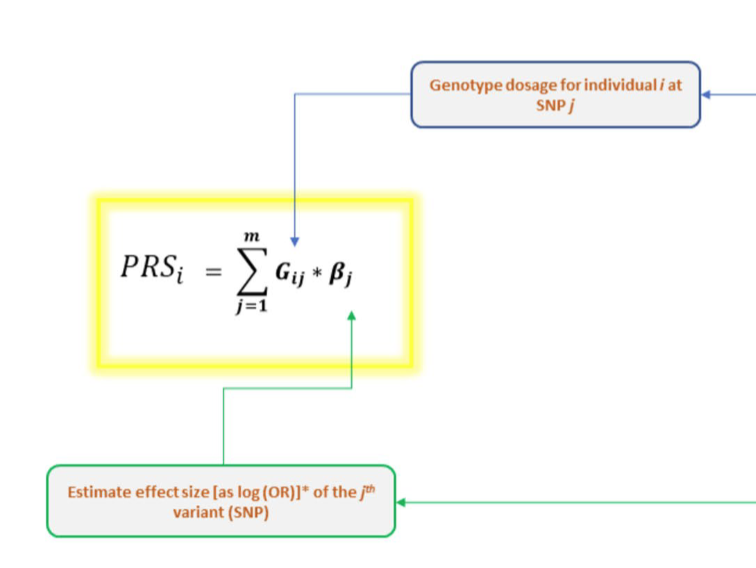 Genotype dosage for individual i at
SNP j
m
PRSi = ∑ Gij * βj
j=1
Estimate effect size [as log (OR)]* of the jth
variant (SNP)